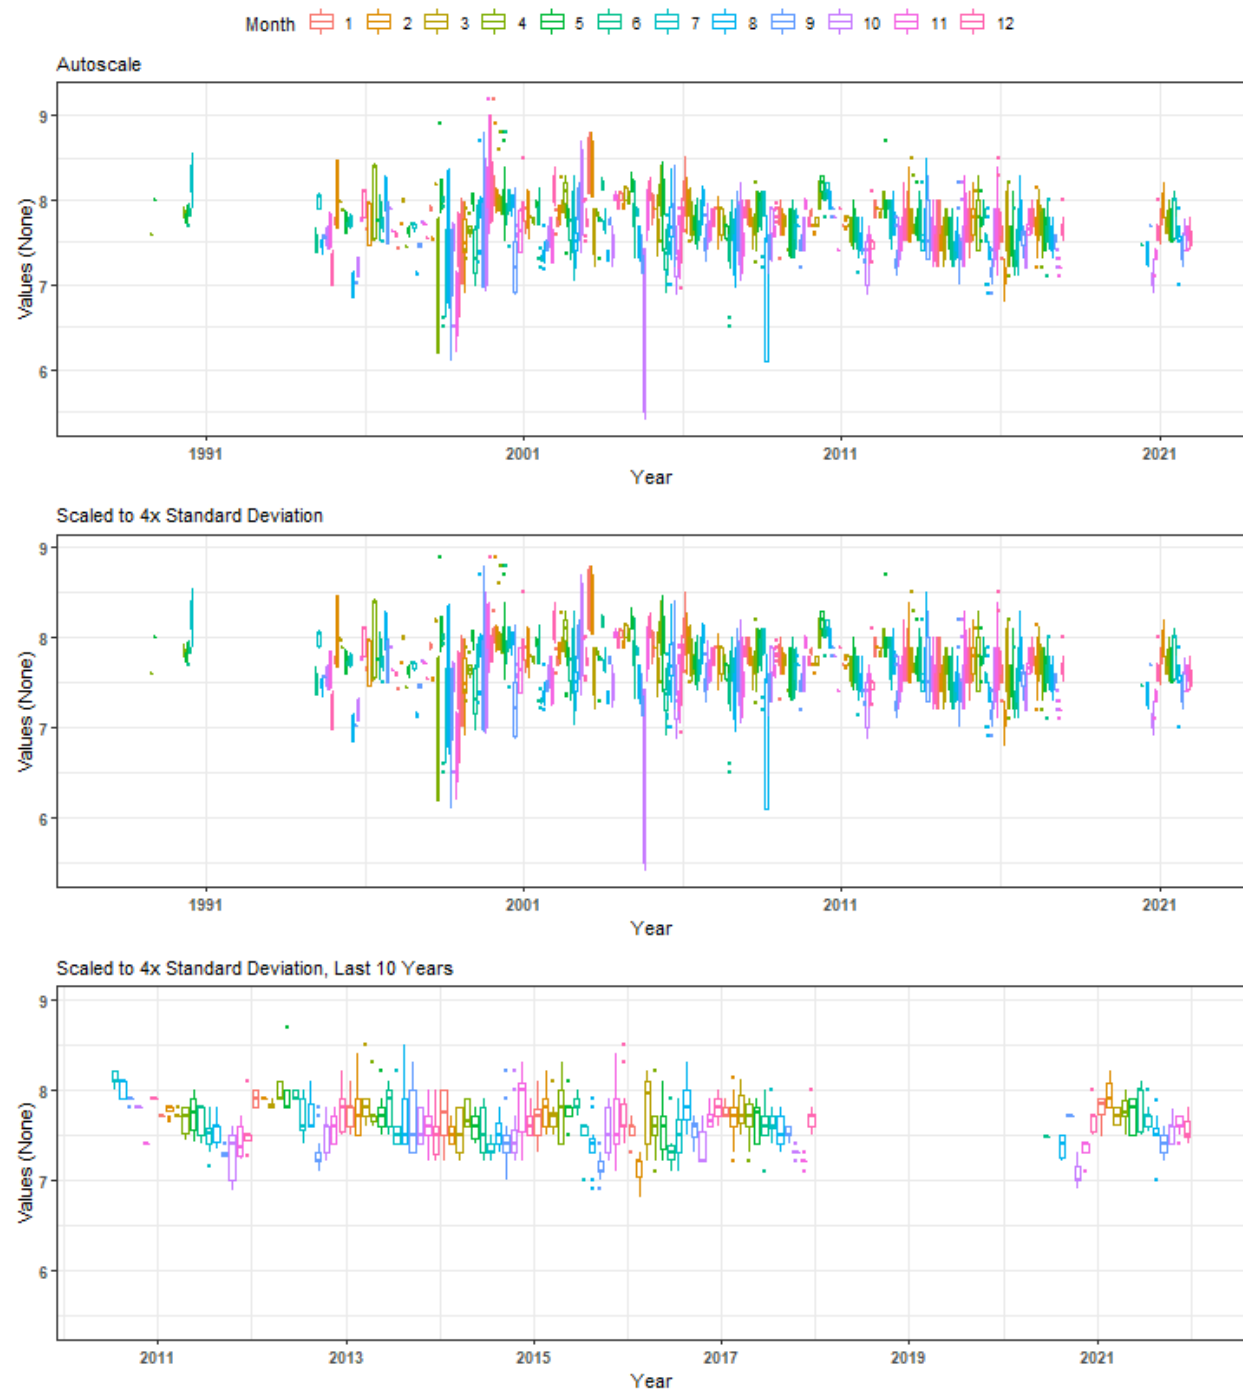 Month 1 2 3 4 5 6 7 8 9 10 11 12
Autoscale
9
8
7
6
Values (None)
1991 2001 2011 2021
Year
Scaled to 4x Standard Deviation
9
8
7
6
Values (None)
1991 2001 2011 2021
Year
Scaled to 4x Standard Deviation, Last 10 Years
9
8
7
6
Values (None)
2011 2013 2015 2017 2019 2021
Year